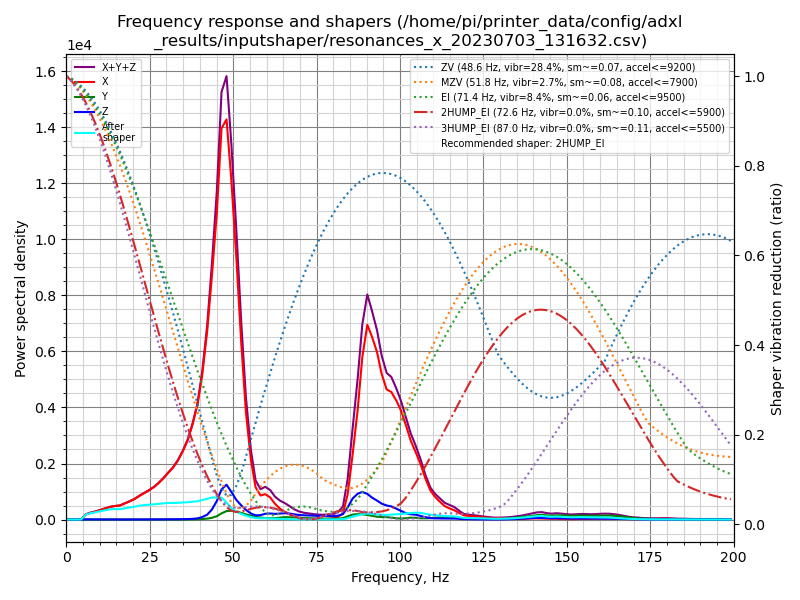 Frequency response and shapers (/home/pi/printer_data/config/adxl
_results/inputshaper/resonances_x_20230703_131632.csv)
1e4
X+Y+Z
X
Y
Z
After
shaper
ZV (48.6 Hz, vibr=28.4%, sm~=0.07, accel<=9200)
MZV (51.8 Hz, vibr=2.7%, sm~=0.08, accel<=7900)
EI (71.4 Hz, vibr=8.4%, sm~=0.06, accel<=9500)
2HUMP_EI (72.6 Hz, vibr=0.0%, sm~=0.10, accel<=5900)
3HUMP_EI (87.0 Hz, vibr=0.0%, sm~=0.11, accel<=5500)
Recommended shaper: 2HUMP_EI
Power spectral density
1.6
1.4
1.2
1.0
0.8
0.6
0.4
0.2
0.0
Shaper vibration reduction (ratio)
1.0
0.8
0.6
0.4
0.2
0.0
0 25 50 75 100 125 150 175 200
Frequency, Hz